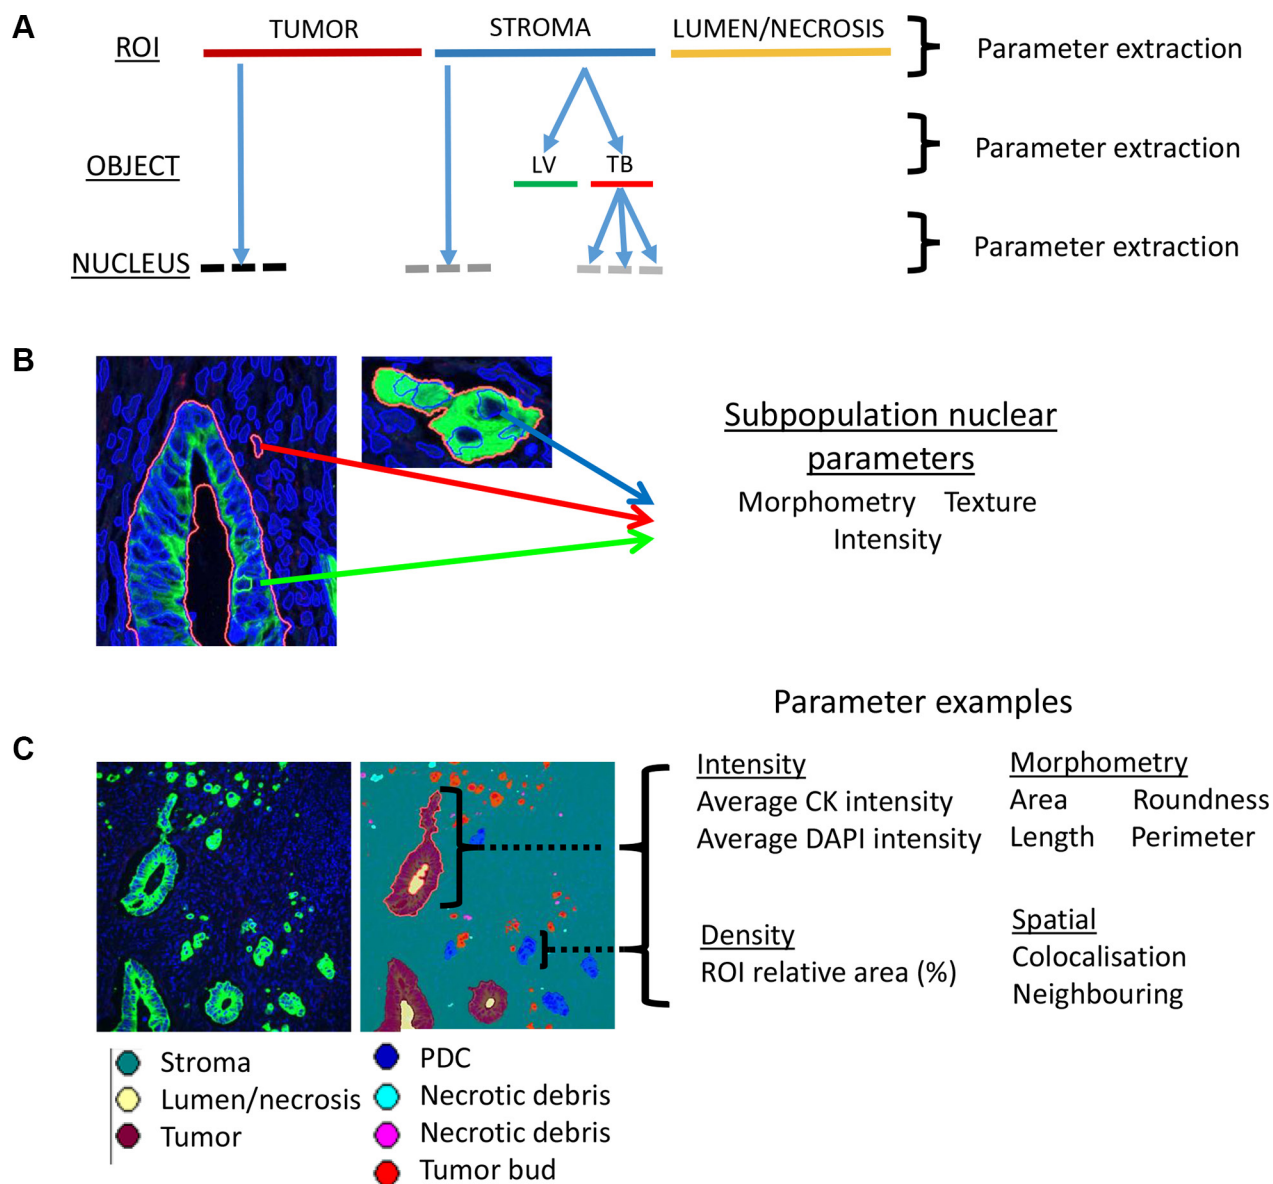 A
ROI
TUMOR
STROMA
LUMEN/NECROSIS
Parameter extraction
OBJECT
LV
TB
Parameter extraction
NUCLEUS
Parameter extraction
B
Subpopulation nuclear
parameters
Morphometry Texture
Intensity
Parameter examples
C
Intensity
Average CK intensity
Average DAPI intensity
Morphometry
Area Roundness
Length Perimeter
Density
ROI relative area (%)
Spatial
Colocalisation
Neighbouring
Stroma
Lumen/necrosis
Tumor
PDC
Necrotic debris
Necrotic debris
Tumor bud